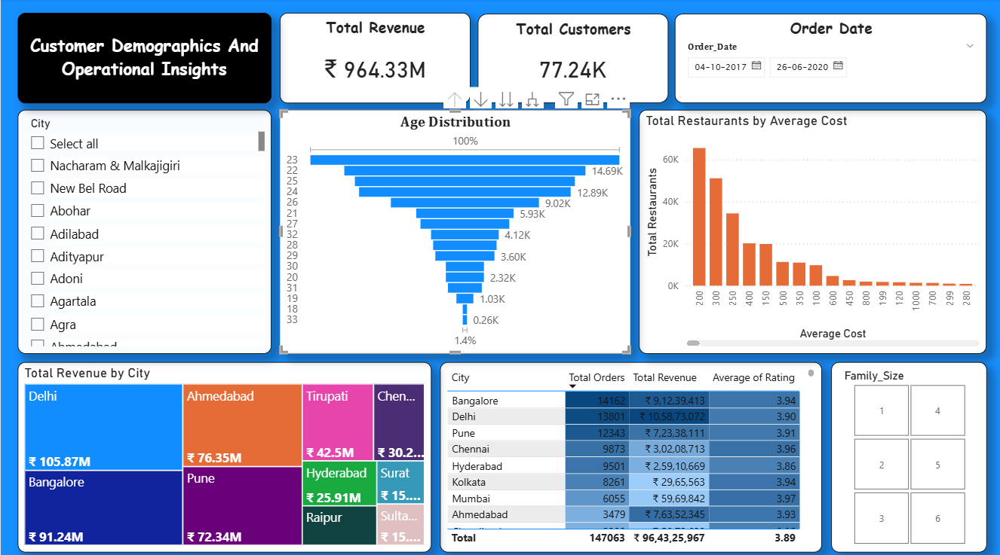 Customer Demographics And
Operational Insights
Total Revenue
₹ 964.33M
Total Customers
77.24K
Order Date
Order_Date
04-10-2017
26-06-2020
City
Select all
Nacharam & Malkajigiri
New Bel Road
Abohar
Adilabad
Adityapur
Adoni
Agartala
Agra
Ahmedabad
Age Distribution
100%
23
22 14.69K
25
24 12.89K
26 9.02K
21 5.93K
27
32 4.12K
28
29 3.60K
30
20 2.32K
31
19 1.03K
18
33 0.26K
1.4%
Total Restaurants by Average Cost
Total Restaurants
60K
40K
20K
0K
200 300 250 400 150 500 350 100 600 450 800 199 120 1000 700 299 280
Average Cost
Total Revenue by City
Delhi
₹ 105.87M
Bangalore
₹ 91.24M
Ahmedabad
₹ 76.35M
Pune
₹ 72.34M
Tirupati
₹ 42.5M
Chen...
₹ 30.2...
Hyderabad
₹ 25.91M
Surat
₹ 15....
Raipur
Sulta...
₹ 15....
City Total Orders Total Revenue Average of Rating
Bangalore 14162 ₹ 9,12,39,413 3.94
Delhi 13801 ₹ 10,58,73,072 3.90
Pune 12343 ₹ 7,23,38,111 3.91
Chennai 9873 ₹ 3,02,08,713 3.96
Hyderabad 9501 ₹ 2,59,10,669 3.86
Kolkata 8261 ₹ 29,65,563 3.94
Mumbai 6055 ₹ 59,69,842 3.97
Ahmedabad 3479 ₹ 7,63,52,345 3.93
Total 147063 ₹ 96,43,25,967 3.89
Family_Size
1 4
2 5
3 6